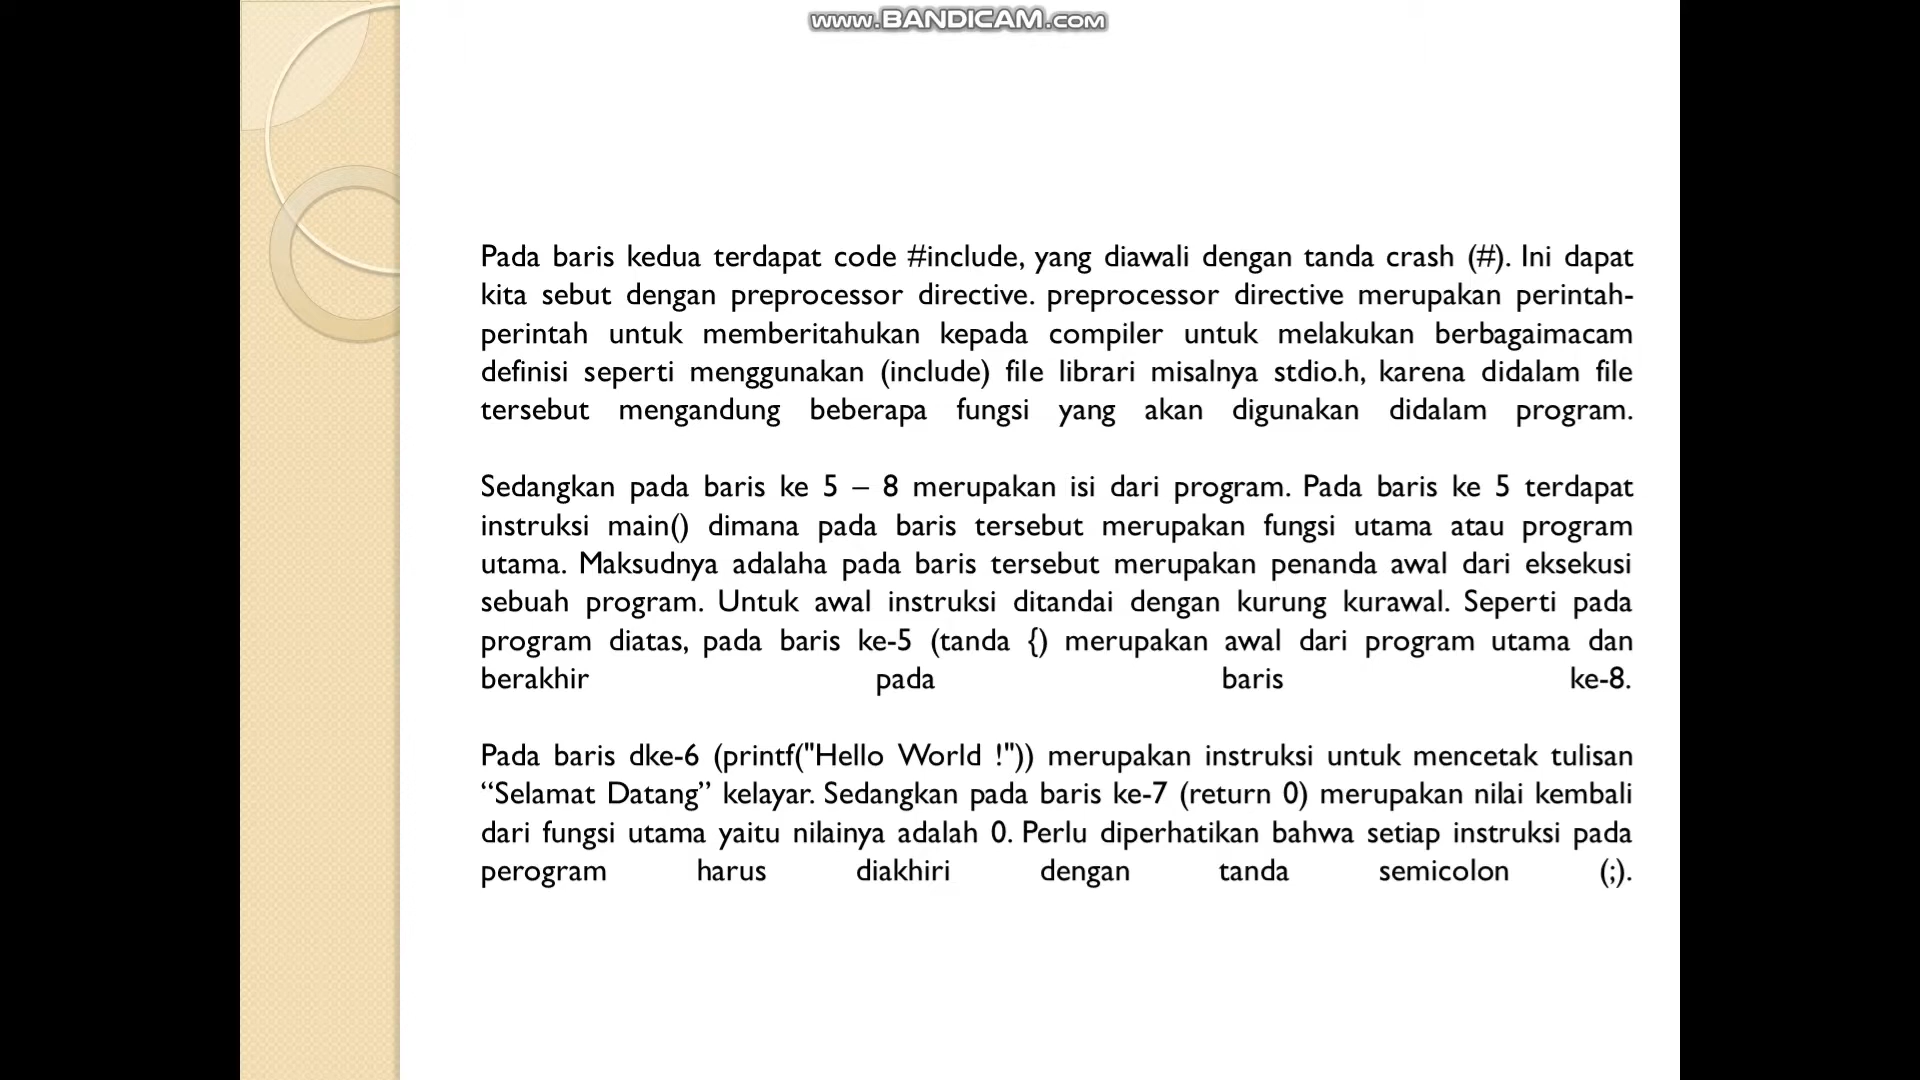 www.BANDICAM.com
Pada baris kedua terdapat code #include, yang diawali dengan tanda crash (#). Ini dapat
kita sebut dengan preprocessor directive. preprocessor directive merupakan perintah-
perintah untuk memberitahukan kepada compiler untuk melakukan berbagaimacam
definisi seperti menggunakan (include) file librari misalnya stdio.h, karena didalam file
tersebut mengandung beberapa fungsi yang akan digunakan didalam program.
Sedangkan pada baris ke 5 – 8 merupakan isi dari program. Pada baris ke 5 terdapat
instruksi main() dimana pada baris tersebut merupakan fungsi utama atau program
utama. Maksudnya adalaha pada baris tersebut merupakan penanda awal dari eksekusi
sebuah program. Untuk awal instruksi ditandai dengan kurung kurawal. Seperti pada
program diatas, pada baris ke-5 (tanda {) merupakan awal dari program utama dan
berakhir pada baris ke-8.
Pada baris dke-6 (printf("Hello World !")) merupakan instruksi untuk mencetak tulisan
“Selamat Datang” kelayar. Sedangkan pada baris ke-7 (return 0) merupakan nilai kembali
dari fungsi utama yaitu nilainya adalah 0. Perlu diperhatikan bahwa setiap instruksi pada
perogram harus diakhiri dengan tanda semicolon (;).